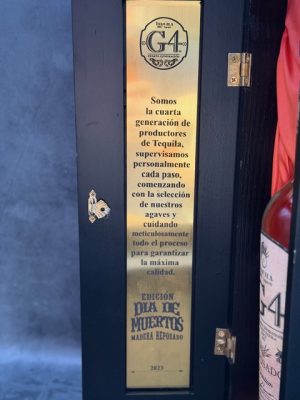 TEQUILA
G4
Somos
la cuarta
generación de
productores
de Tequila,
supervisamos
personalmente
cada paso,
comenzando
con la selección
de nuestros
agaves y
cuidando
meticulosamente
todo el proceso
para garantizar
la máxima
calidad.
EDICIÓN
DIA DE
MUERTOS
MADERA REPOSADO
2023
G4